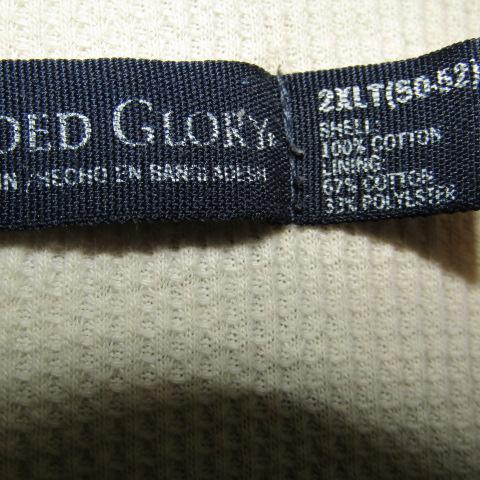 DED GLORY
IN / HECHO EN BANGLADESH
2XLT(50-52)
SHELL:
100% COTTON
LINING:
67% COTTON
33% POLYESTER